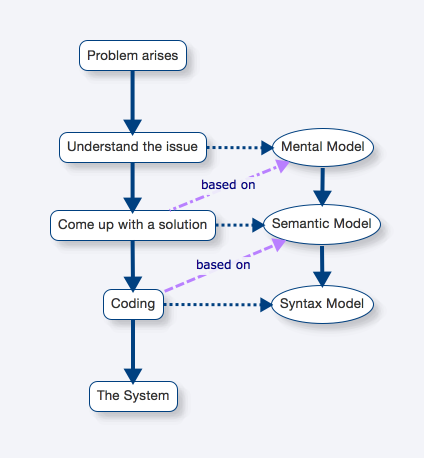 Problem arises
Understand the issue
Mental Model
based on
Come up with a solution
Semantic Model
based on
Coding
Syntax Model
The System